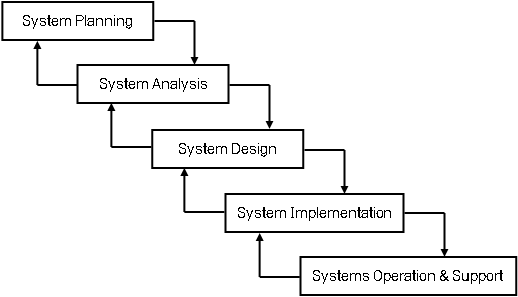 System Planning
System Analysis
System Design
System Implementation
Systems Operation & Support